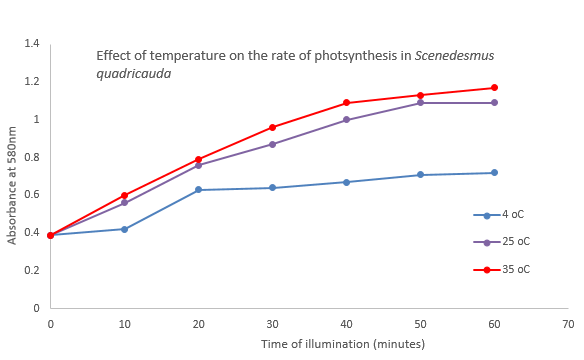 Effect of temperature on the rate of photsynthesis in Scenedesmus
quadricauda
1.4
1.2
1
0.8
0.6
0.4
0.2
0
Absorbance at 580nm
4 oC
25 oC
35 oC
0 10 20 30 40 50 60 70
Time of illumination (minutes)